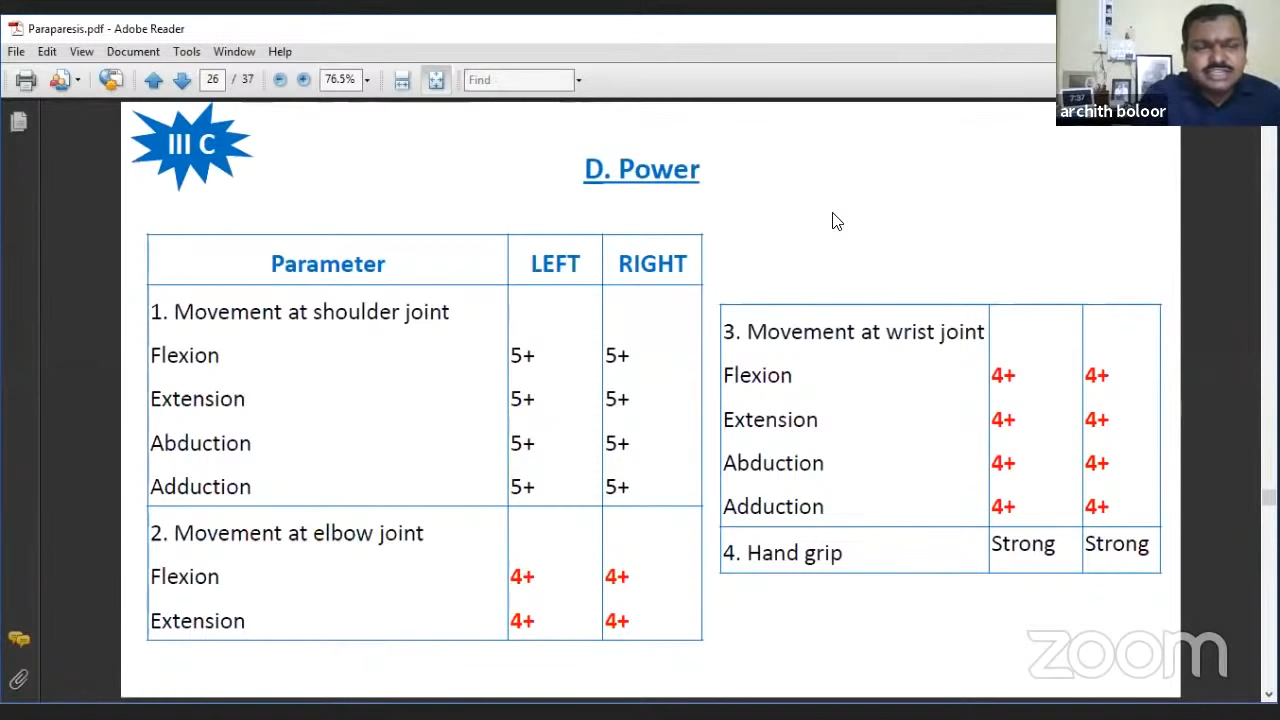 Paraparesis.pdf - Adobe Reader
File Edit View Document Tools Window Help
26 / 37 76.5% Find
7:37
archith boloor
III C
D. Power
Parameter LEFT RIGHT
1. Movement at shoulder joint
Flexion 5+ 5+
Extension 5+ 5+
Abduction 5+ 5+
Adduction 5+ 5+
2. Movement at elbow joint
Flexion 4+ 4+
Extension 4+ 4+
3. Movement at wrist joint
Flexion 4+ 4+
Extension 4+ 4+
Abduction 4+ 4+
Adduction 4+ 4+
4. Hand grip Strong Strong
zoom